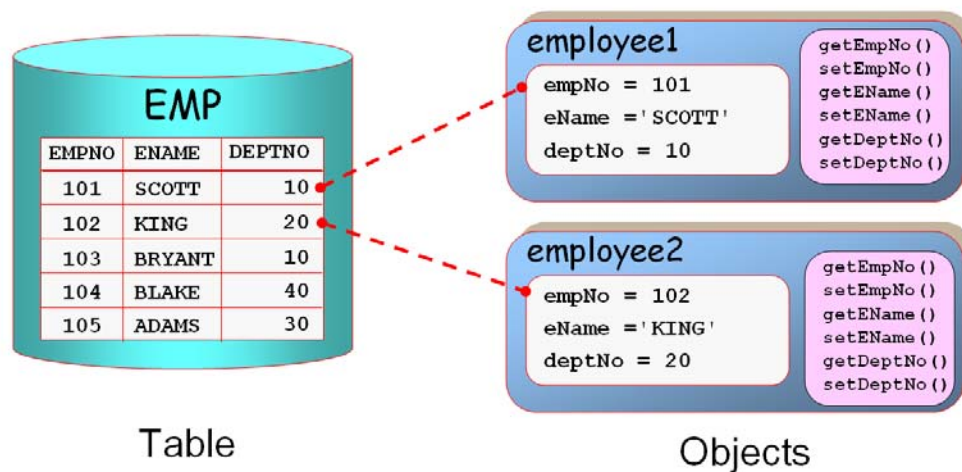 EMP
EMPNO ENAME DEPTNO
101 SCOTT 10
102 KING 20
103 BRYANT 10
104 BLAKE 40
105 ADAMS 30
Table
employee1
empNo = 101
eName ='SCOTT'
deptNo = 10
getEmpNo()
setEmpNo()
getEName()
setEName()
getDeptNo()
setDeptNo()
employee2
empNo = 102
eName ='KING'
deptNo = 20
getEmpNo()
setEmpNo()
getEName()
setEName()
getDeptNo()
setDeptNo()
Objects